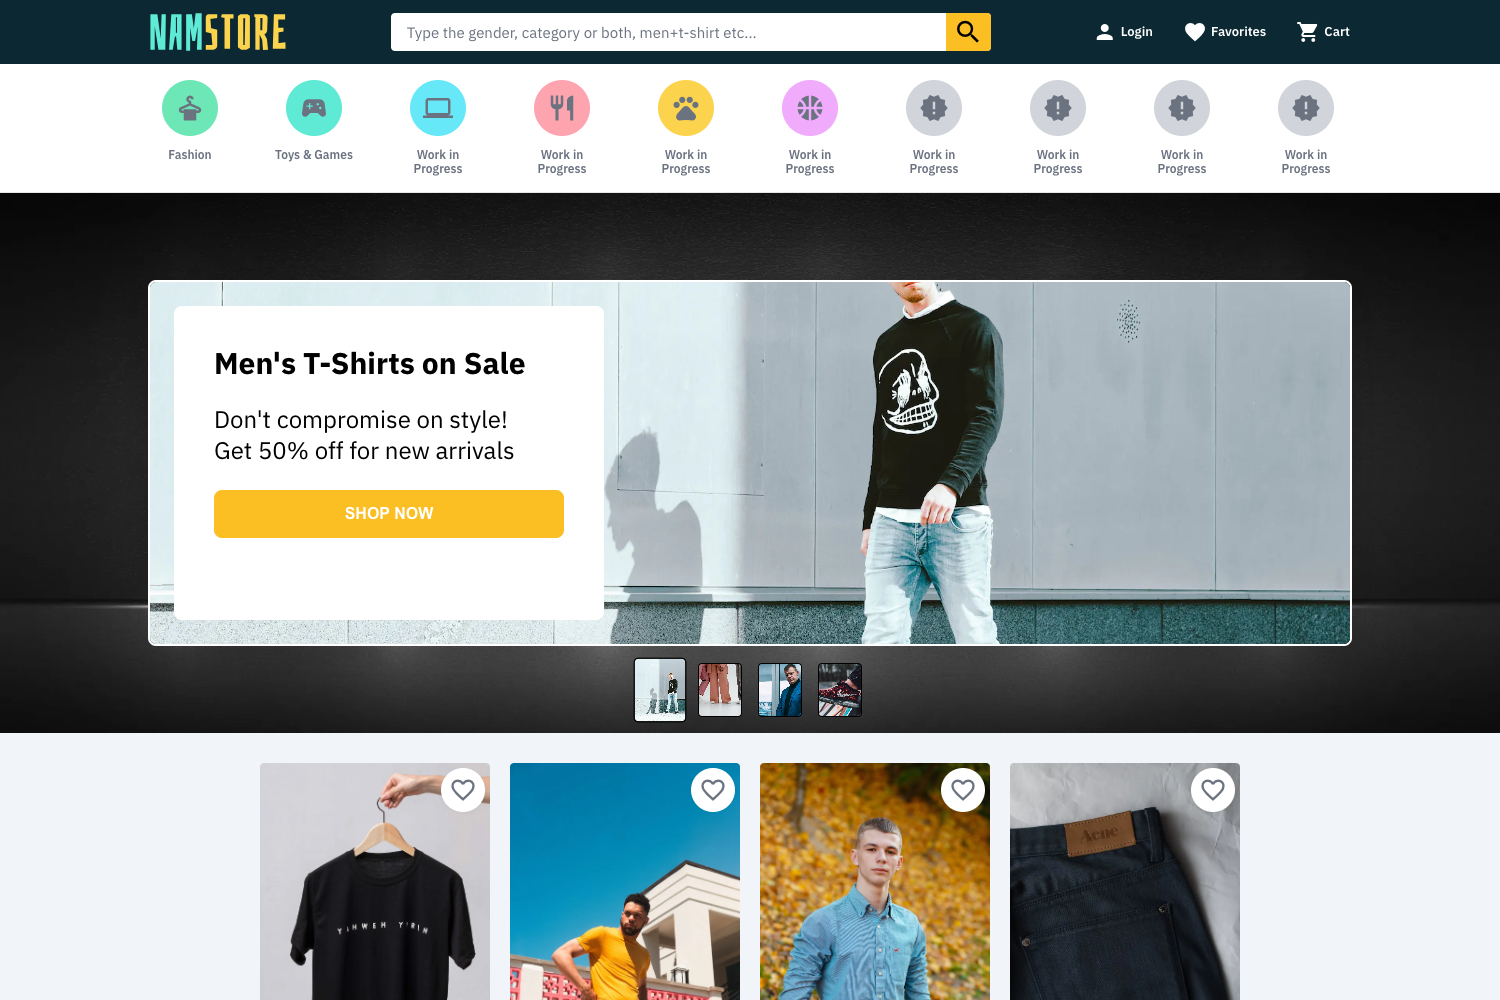 NAMSTORE
Type the gender, category or both, men+t-shirt etc...
Login
Favorites
Cart
Fashion
Toys & Games
Work in
Progress
Work in
Progress
Work in
Progress
Work in
Progress
Work in
Progress
Work in
Progress
Work in
Progress
Work in
Progress
Men's T-Shirts on Sale
Don't compromise on style!
Get 50% off for new arrivals
SHOP NOW
Acne